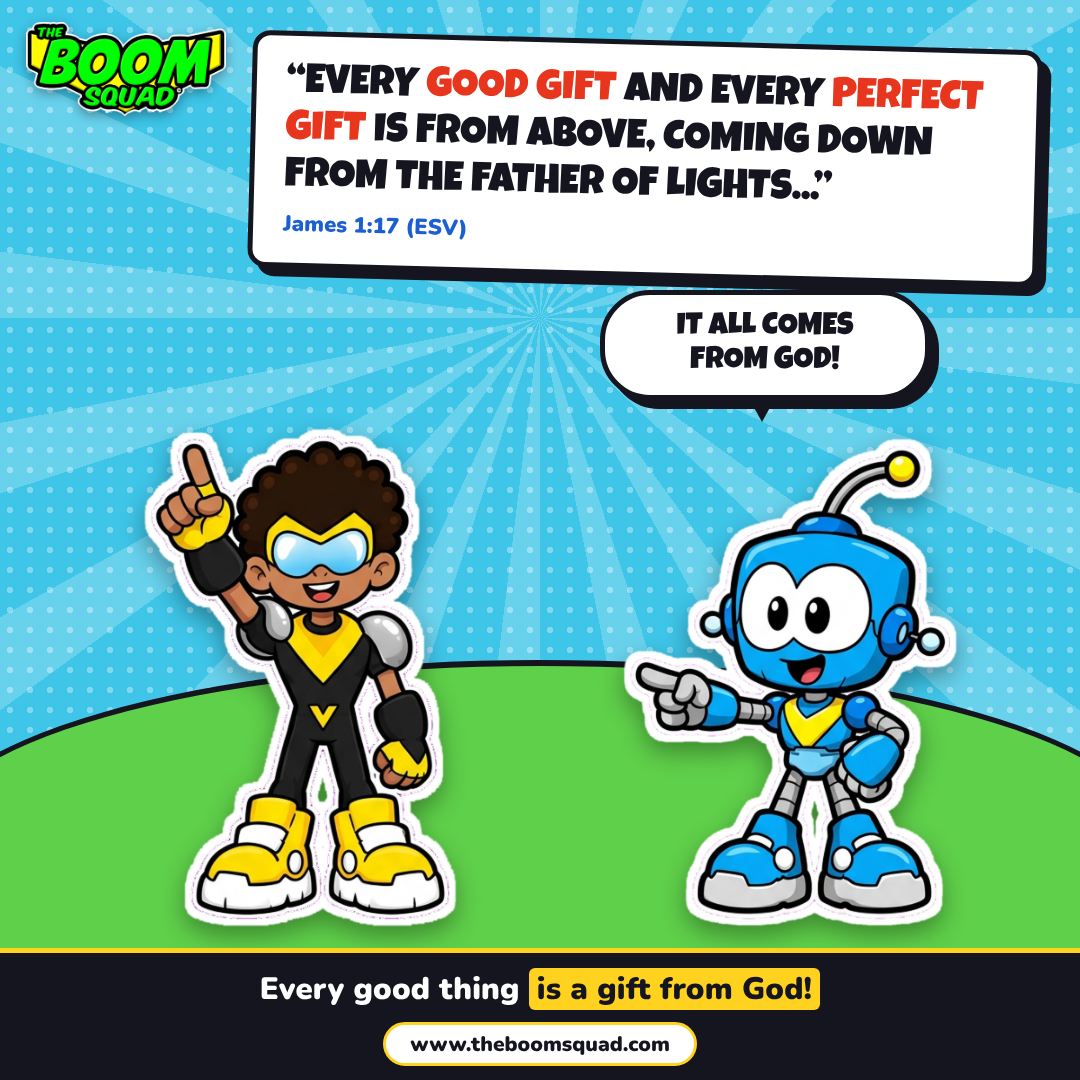 THE
BOOM
SQUAD
“EVERY GOOD GIFT AND EVERY PERFECT
GIFT IS FROM ABOVE, COMING DOWN
FROM THE FATHER OF LIGHTS...”
James 1:17 (ESV)
IT ALL COMES
FROM GOD!
Every good thing is a gift from God!
www.theboomsquad.com